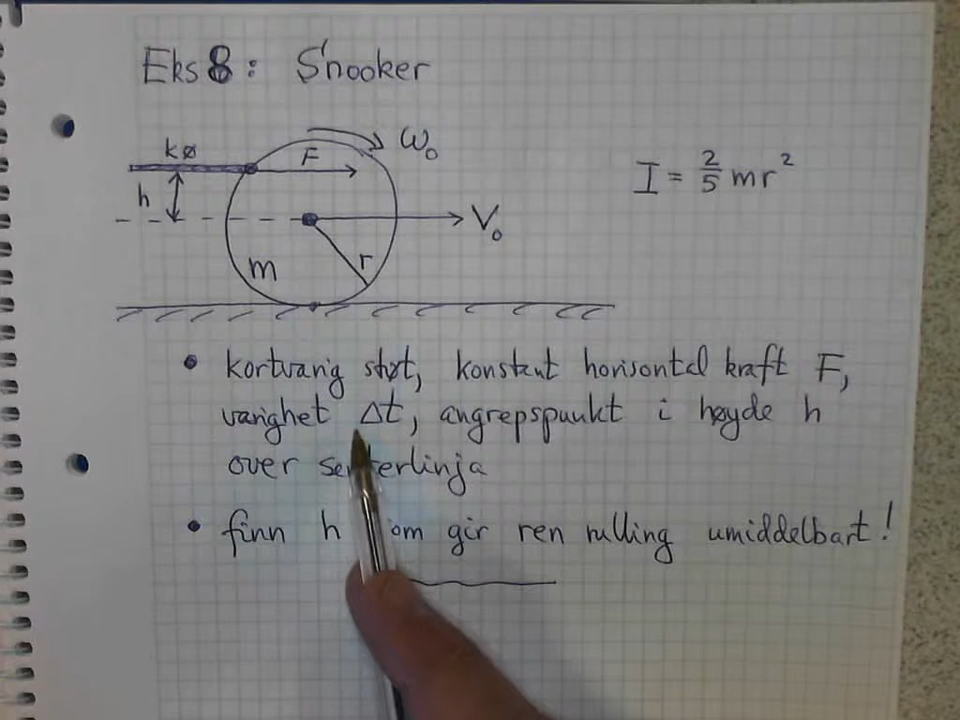 Eks 8: Snooker
kø
F
ω₀
h
V₀
m
r
I = 2/5 mr²
• kortvarig støt, konstant horisontal kraft F,
varighet Δt, angrepspunkt i høyde h
over senterlinja
• finn h om gir ren rulling umiddelbart!